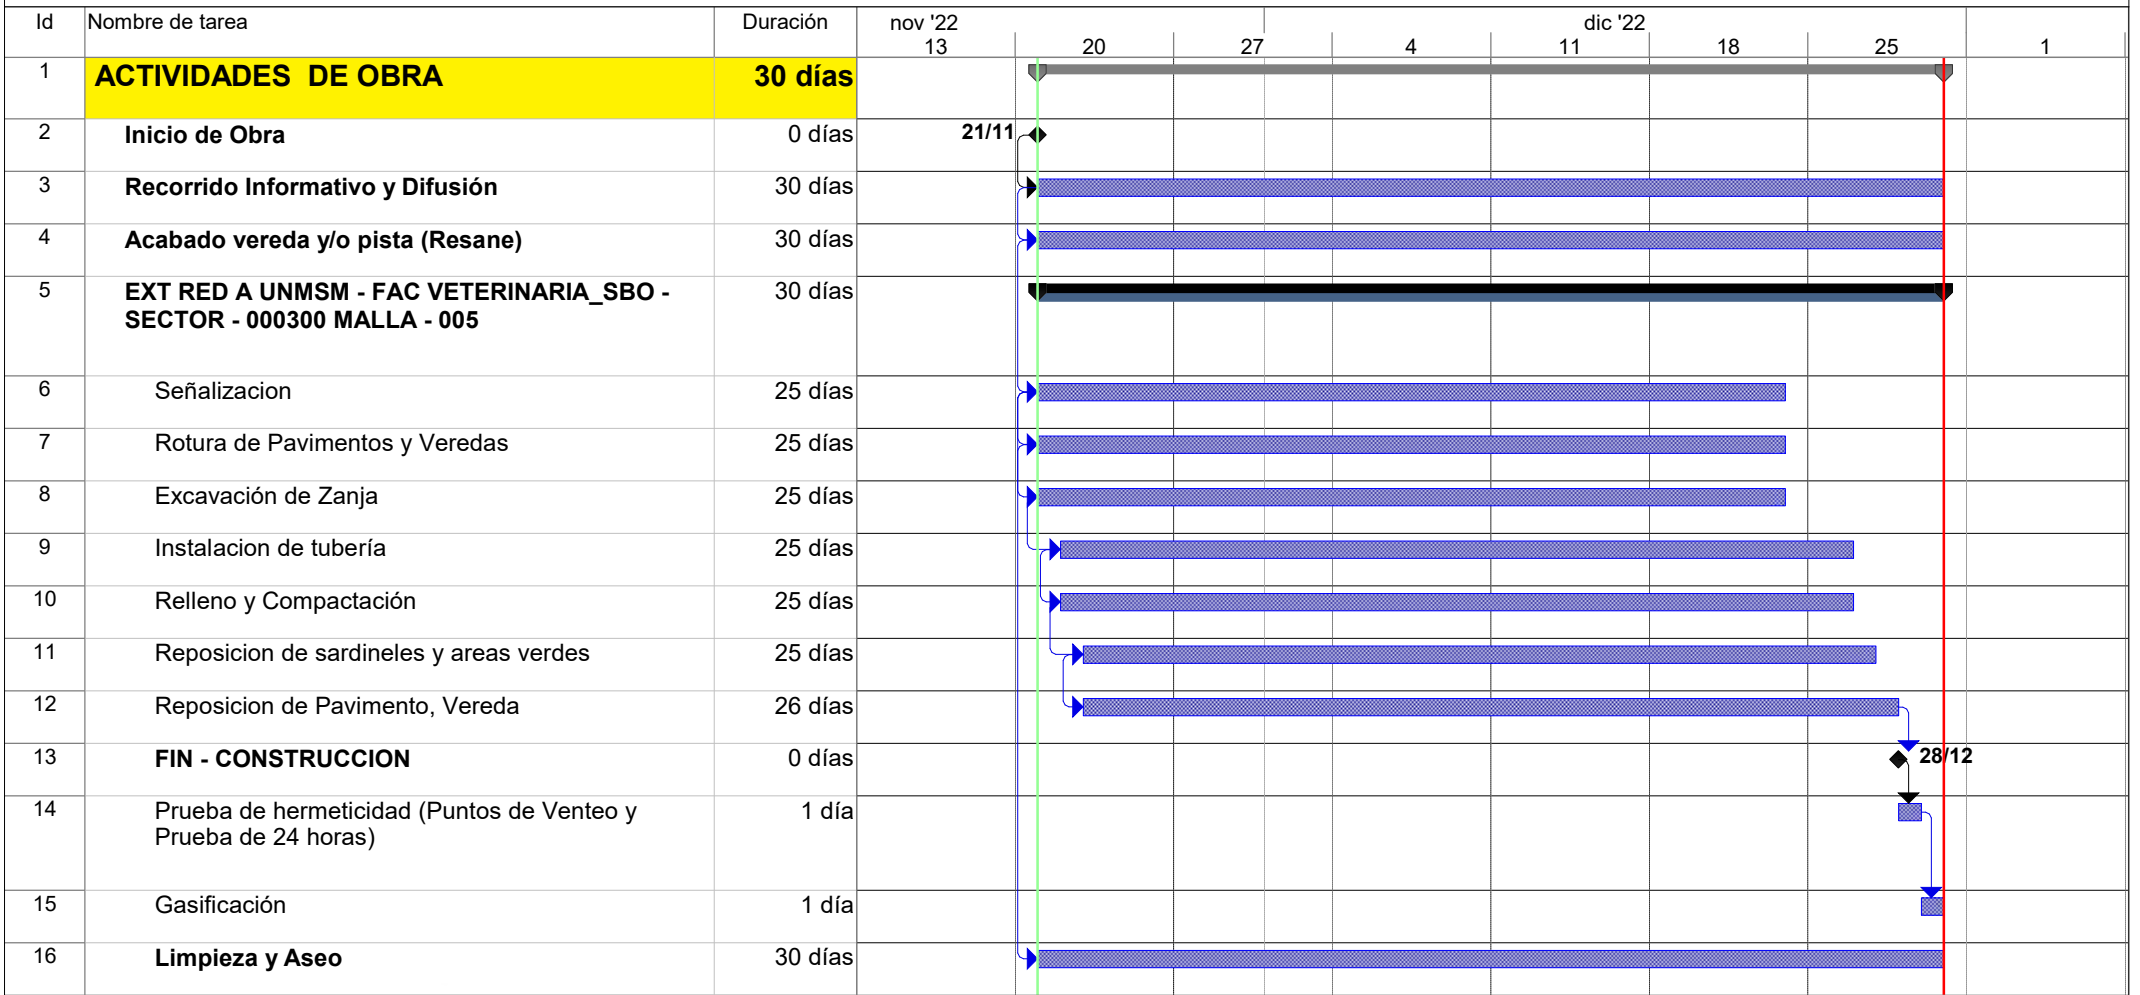 Id Nombre de tarea Duración nov '22 dic '22
13 20 27 4 11 18 25 1
1 ACTIVIDADES DE OBRA 30 días
2 Inicio de Obra 0 días 21/11
3 Recorrido Informativo y Difusión 30 días
4 Acabado vereda y/o pista (Resane) 30 días
5 EXT RED A UNMSM - FAC VETERINARIA_SBO - 30 días
SECTOR - 000300 MALLA - 005
6 Señalizacion 25 días
7 Rotura de Pavimentos y Veredas 25 días
8 Excavación de Zanja 25 días
9 Instalacion de tubería 25 días
10 Relleno y Compactación 25 días
11 Reposicion de sardineles y areas verdes 25 días
12 Reposicion de Pavimento, Vereda 26 días
13 FIN - CONSTRUCCION 0 días 28/12
14 Prueba de hermeticidad (Puntos de Venteo y 1 día
Prueba de 24 horas)
15 Gasificación 1 día
16 Limpieza y Aseo 30 días